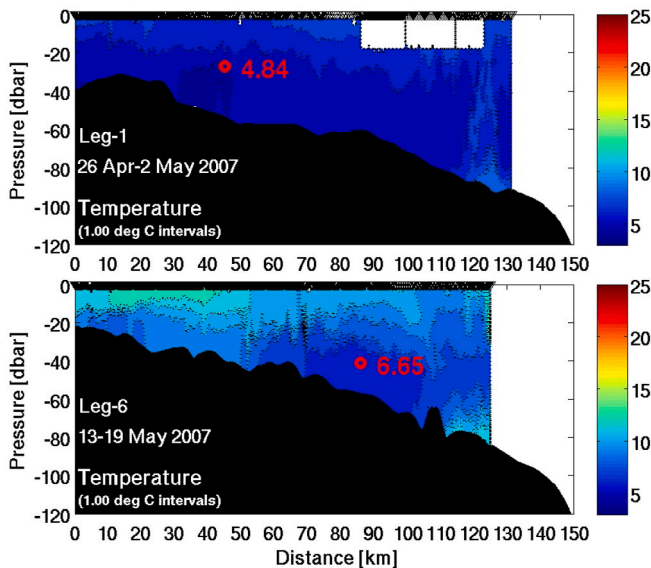 0
-20
-40
-60
-80
-100
-120
Pressure [dbar]
4.84
Leg-1
26 Apr-2 May 2007
Temperature
(1.00 deg C intervals)
0 10 20 30 40 50 60 70 80 90 100 110 120 130 140 150
25
20
15
10
5
0
-20
-40
-60
-80
-100
-120
Pressure [dbar]
6.65
Leg-6
13-19 May 2007
Temperature
(1.00 deg C intervals)
0 10 20 30 40 50 60 70 80 90 100 110 120 130 140 150
Distance [km]
25
20
15
10
5